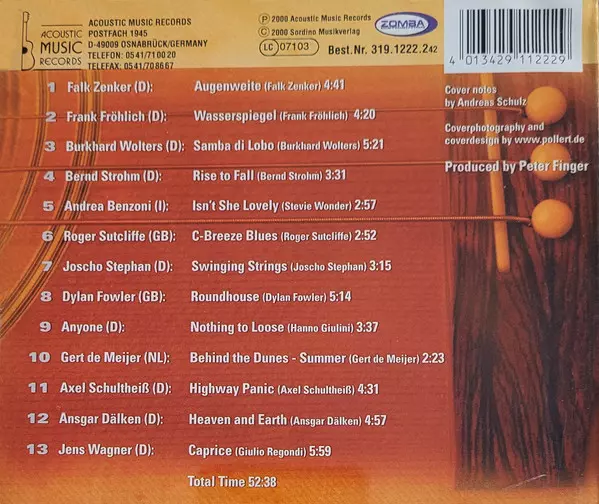 ACOUSTIC
MUSIC
RECORDS
ACOUSTIC MUSIC RECORDS
POSTFACH 1945
D-49009 OSNABRÜCK/GERMANY
TELEFON: 05 41/71 00 20
TELEFAX: 05 41/70 86 67
Ⓟ 2000 Acoustic Music Records
© 2000 Sordino Musikverlag
LC 07103
ZOMBA
Best.Nr. 319.1222.242
4 013429 112229
1 Falk Zenker (D): Augenweite (Falk Zenker) 4:41
2 Frank Fröhlich (D): Wasserspiegel (Frank Fröhlich) 4:20
3 Burkhard Wolters (D): Samba di Lobo (Burkhard Wolters) 5:21
4 Bernd Strohm (D): Rise to Fall (Bernd Strohm) 3:31
5 Andrea Benzoni (I): Isn't She Lovely (Stevie Wonder) 2:57
6 Roger Sutcliffe (GB): C-Breeze Blues (Roger Sutcliffe) 2:52
7 Joscho Stephan (D): Swinging Strings (Joscho Stephan) 3:15
8 Dylan Fowler (GB): Roundhouse (Dylan Fowler) 5:14
9 Anyone (D): Nothing to Loose (Hanno Giulini) 3:37
10 Gert de Meijer (NL): Behind the Dunes - Summer (Gert de Meijer) 2:23
11 Axel Schultheiß (D): Highway Panic (Axel Schultheiß) 4:31
12 Ansgar Dälken (D): Heaven and Earth (Ansgar Dälken) 4:57
13 Jens Wagner (D): Caprice (Giulio Regondi) 5:59
Total Time 52:38
Cover notes
by Andreas Schulz
Coverphotography and
coverdesign by www.pollert.de
Produced by Peter Finger